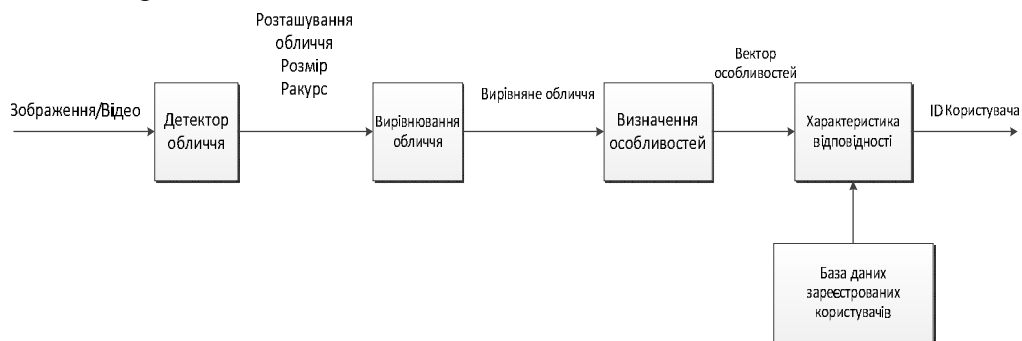 Розташування
обличчя
Розмір
Ракурс
Зображення/Відео
Детектор
обличчя
Вирівнювання
обличчя
Вирівняне обличчя
Визначення
особливостей
Вектор
особливостей
Характеристика
відповідності
ID Користувача
База даних
зареєстрованих
користувачів